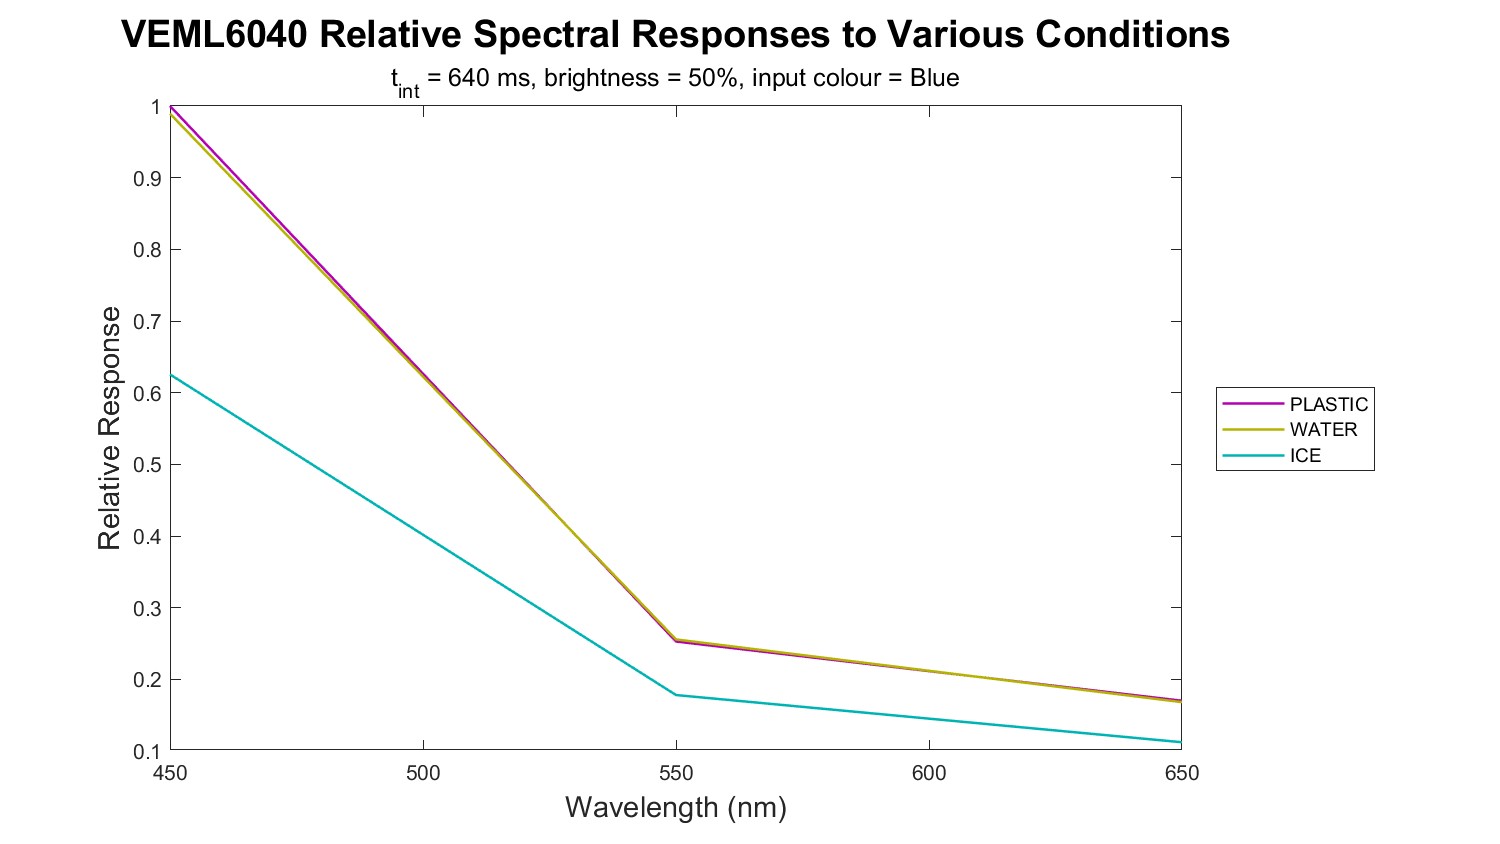 VEML6040 Relative Spectral Responses to Various Conditions
t_int = 640 ms, brightness = 50%, input colour = Blue
1
0.9
0.8
0.7
0.6
0.5
0.4
0.3
0.2
0.1
Relative Response
450 500 550 600 650
Wavelength (nm)
PLASTIC
WATER
ICE